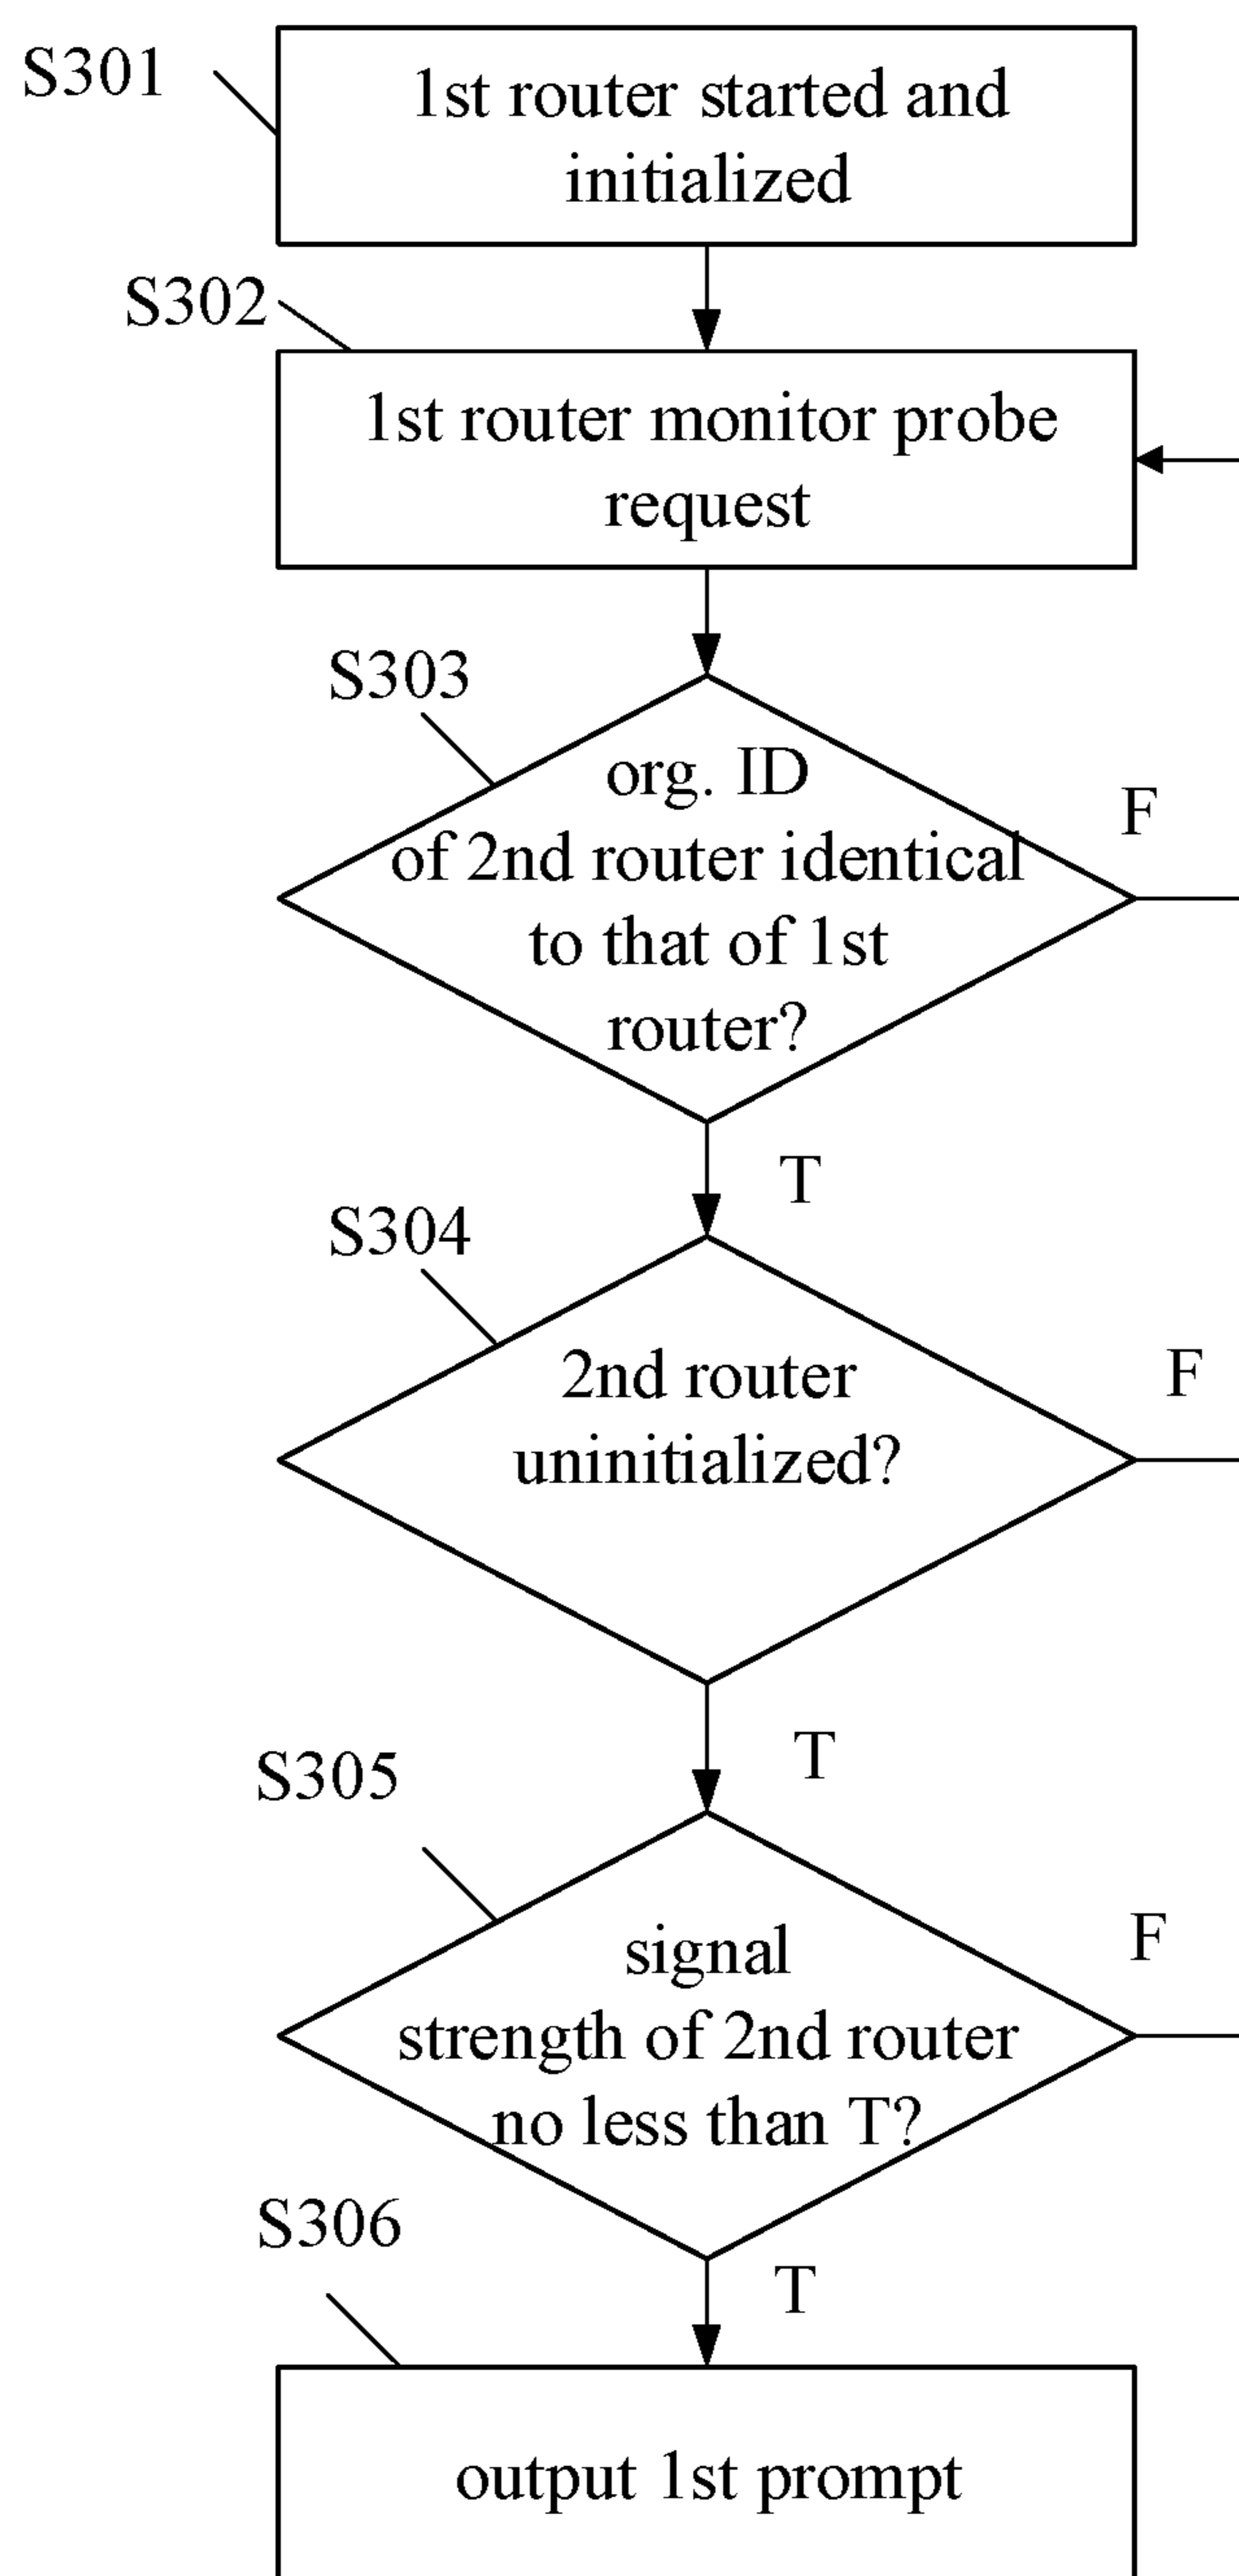 S301
1st router started and
initialized
S302
1st router monitor probe
request
S303
org. ID
of 2nd router identical
to that of 1st
router?
F
T
S304
2nd router
uninitialized?
F
T
S305
signal
strength of 2nd router
no less than T?
F
T
S306
output 1st prompt